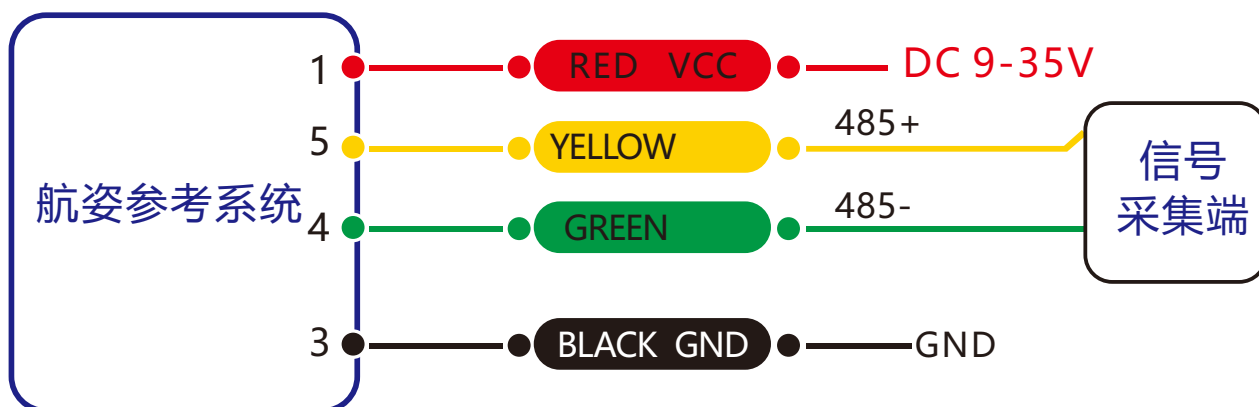 1 RED VCC DC 9-35V
5 YELLOW 485+
4 GREEN 485-
3 BLACK GND GND
航姿参考系统
信号
采集端